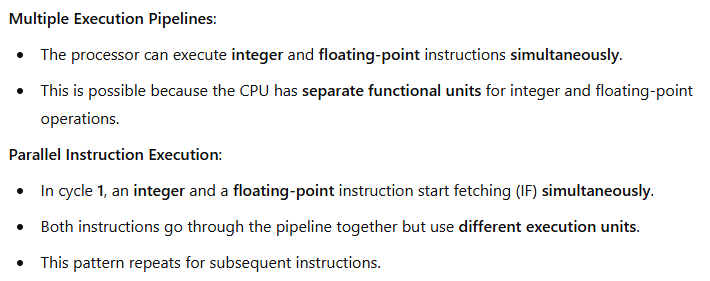 Multiple Execution Pipelines:
• The processor can execute integer and floating-point instructions simultaneously.
• This is possible because the CPU has separate functional units for integer and floating-point
operations.
Parallel Instruction Execution:
• In cycle 1, an integer and a floating-point instruction start fetching (IF) simultaneously.
• Both instructions go through the pipeline together but use different execution units.
• This pattern repeats for subsequent instructions.